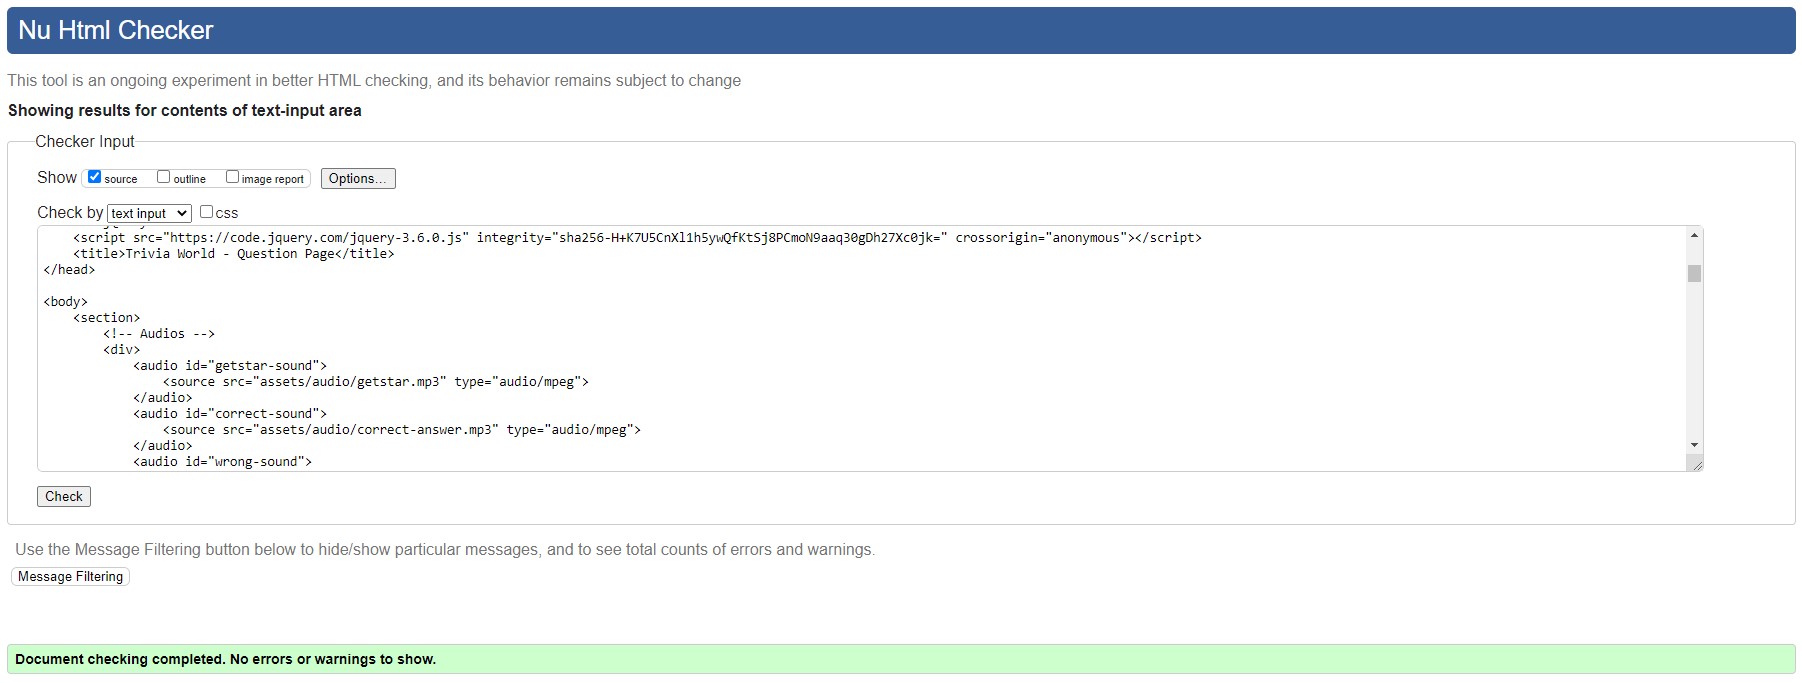 Nu Html Checker
This tool is an ongoing experiment in better HTML checking, and its behavior remains subject to change
Showing results for contents of text-input area
Checker Input
Show source outline image report Options...
Check by text input css
<script src="https://code.jquery.com/jquery-3.6.0.js" integrity="sha256-H+K7U5CnXl1h5ywQfKtSj8PCmoN9aaq30gDh27Xc0jk=" crossorigin="anonymous"></script>
<title>Trivia World - Question Page</title>
</head>
<body>
<section>
<!-- Audios -->
<div>
<audio id="getstar-sound">
<source src="assets/audio/getstar.mp3" type="audio/mpeg">
</audio>
<audio id="correct-sound">
<source src="assets/audio/correct-answer.mp3" type="audio/mpeg">
</audio>
<audio id="wrong-sound">
Check
Use the Message Filtering button below to hide/show particular messages, and to see total counts of errors and warnings.
Message Filtering
Document checking completed. No errors or warnings to show.